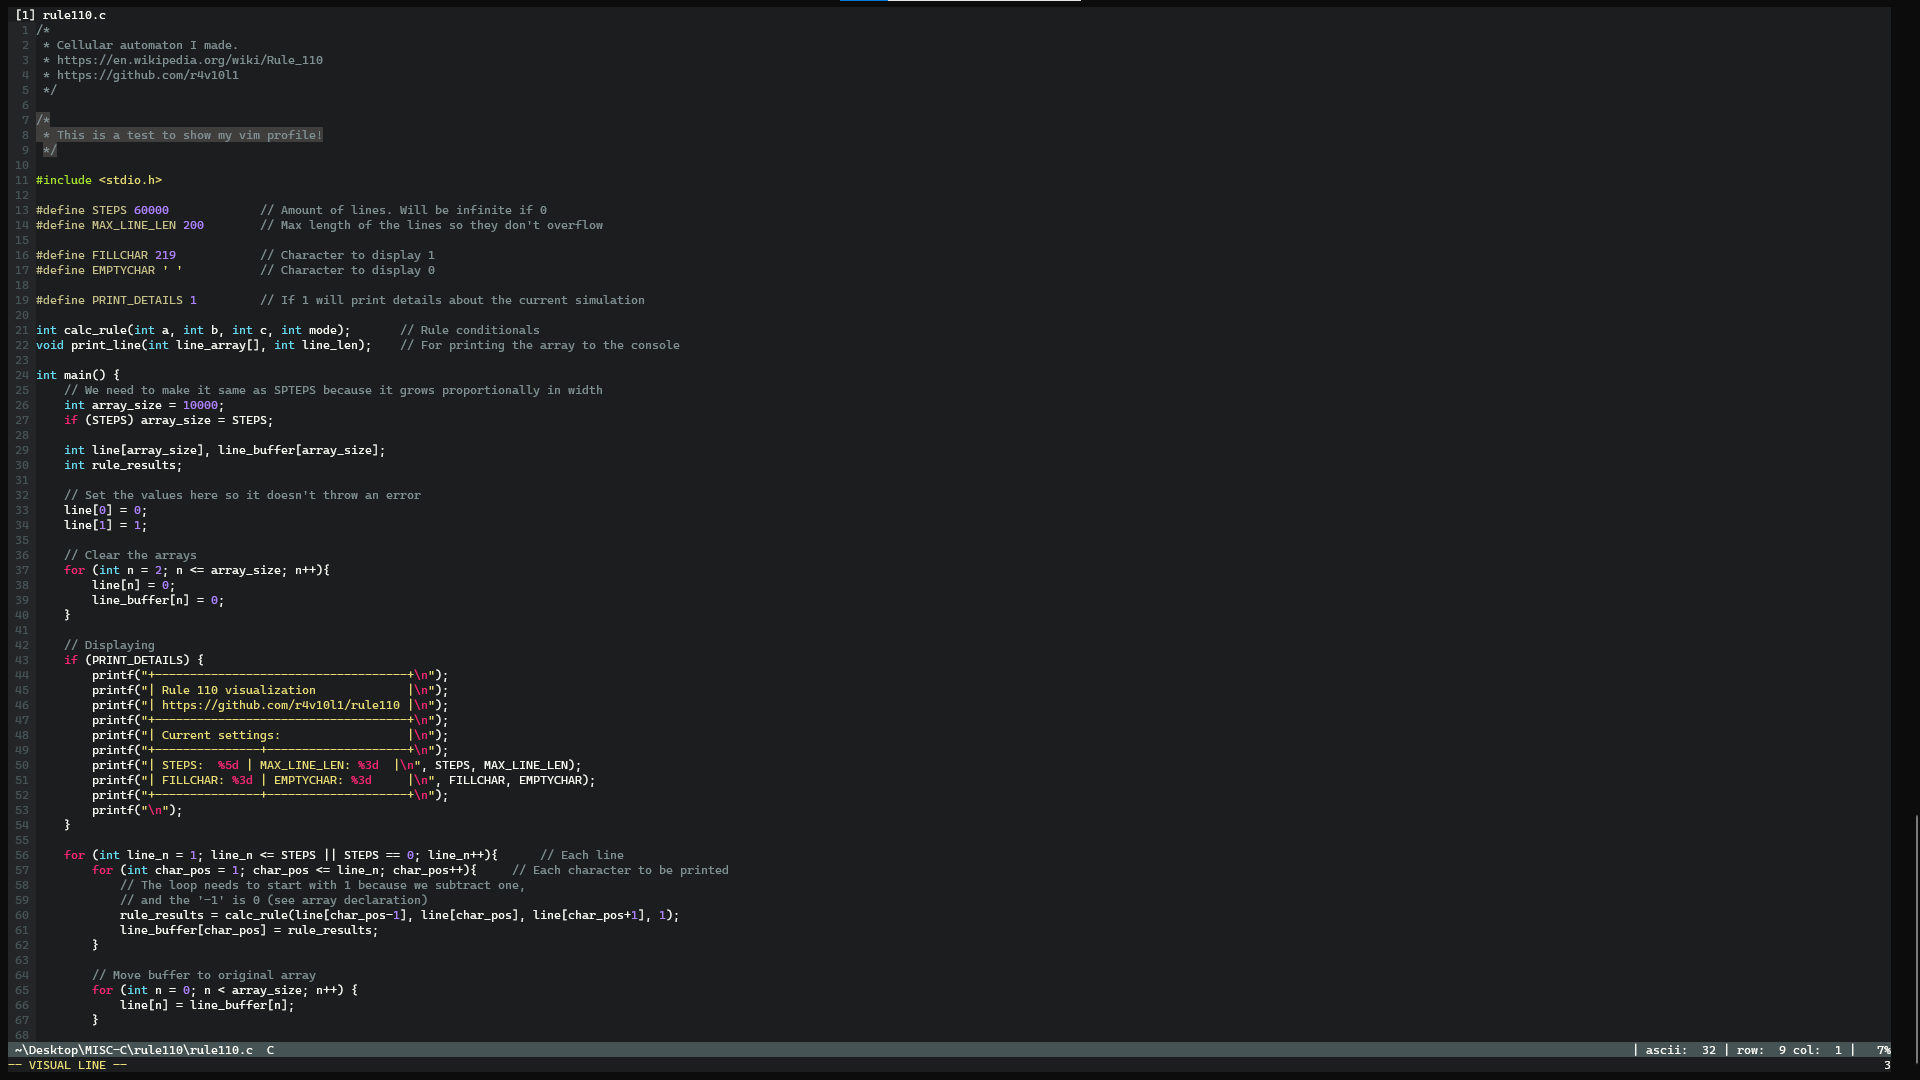 [1] rule110.c
1 /*
2  * Cellular automaton I made.
3  * https://en.wikipedia.org/wiki/Rule_110
4  * https://github.com/r4v10l1
5  */
6
7 /*
8  * This is a test to show my vim profile!
9  */
10
11 #include <stdio.h>
12
13 #define STEPS 60000             // Amount of lines. Will be infinite if 0
14 #define MAX_LINE_LEN 200        // Max length of the lines so they don't overflow
15
16 #define FILLCHAR 219            // Character to display 1
17 #define EMPTYCHAR ' '           // Character to display 0
18
19 #define PRINT_DETAILS 1         // If 1 will print details about the current simulation
20
21 int calc_rule(int a, int b, int c, int mode);       // Rule conditionals
22 void print_line(int line_array[], int line_len);    // For printing the array to the console
23
24 int main() {
25     // We need to make it same as SPTEPS because it grows proportionally in width
26     int array_size = 10000;
27     if (STEPS) array_size = STEPS;
28
29     int line[array_size], line_buffer[array_size];
30     int rule_results;
31
32     // Set the values here so it doesn't throw an error
33     line[0] = 0;
34     line[1] = 1;
35
36     // Clear the arrays
37     for (int n = 2; n <= array_size; n++){
38         line[n] = 0;
39         line_buffer[n] = 0;
40     }
41
42     // Displaying
43     if (PRINT_DETAILS) {
44         printf("+------------------------------------+\n");
45         printf("| Rule 110 visualization             |\n");
46         printf("| https://github.com/r4v10l1/rule110 |\n");
47         printf("+------------------------------------+\n");
48         printf("| Current settings:                  |\n");
49         printf("+---------------+--------------------+\n");
50         printf("| STEPS:  %5d | MAX_LINE_LEN: %3d  |\n", STEPS, MAX_LINE_LEN);
51         printf("| FILLCHAR: %3d | EMPTYCHAR: %3d     |\n", FILLCHAR, EMPTYCHAR);
52         printf("+---------------+--------------------+\n");
53         printf("\n");
54     }
55
56     for (int line_n = 1; line_n <= STEPS || STEPS == 0; line_n++){      // Each line
57         for (int char_pos = 1; char_pos <= line_n; char_pos++){     // Each character to be printed
58             // The loop needs to start with 1 because we subtract one,
59             // and the '-1' is 0 (see array declaration)
60             rule_results = calc_rule(line[char_pos-1], line[char_pos], line[char_pos+1], 1);
61             line_buffer[char_pos] = rule_results;
62         }
63
64         // Move buffer to original array
65         for (int n = 0; n < array_size; n++) {
66             line[n] = line_buffer[n];
67         }
68
~\Desktop\MISC-C\rule110\rule110.c  C | ascii:  32 | row:  9 col:  1 |   7%
-- VISUAL LINE -- 3